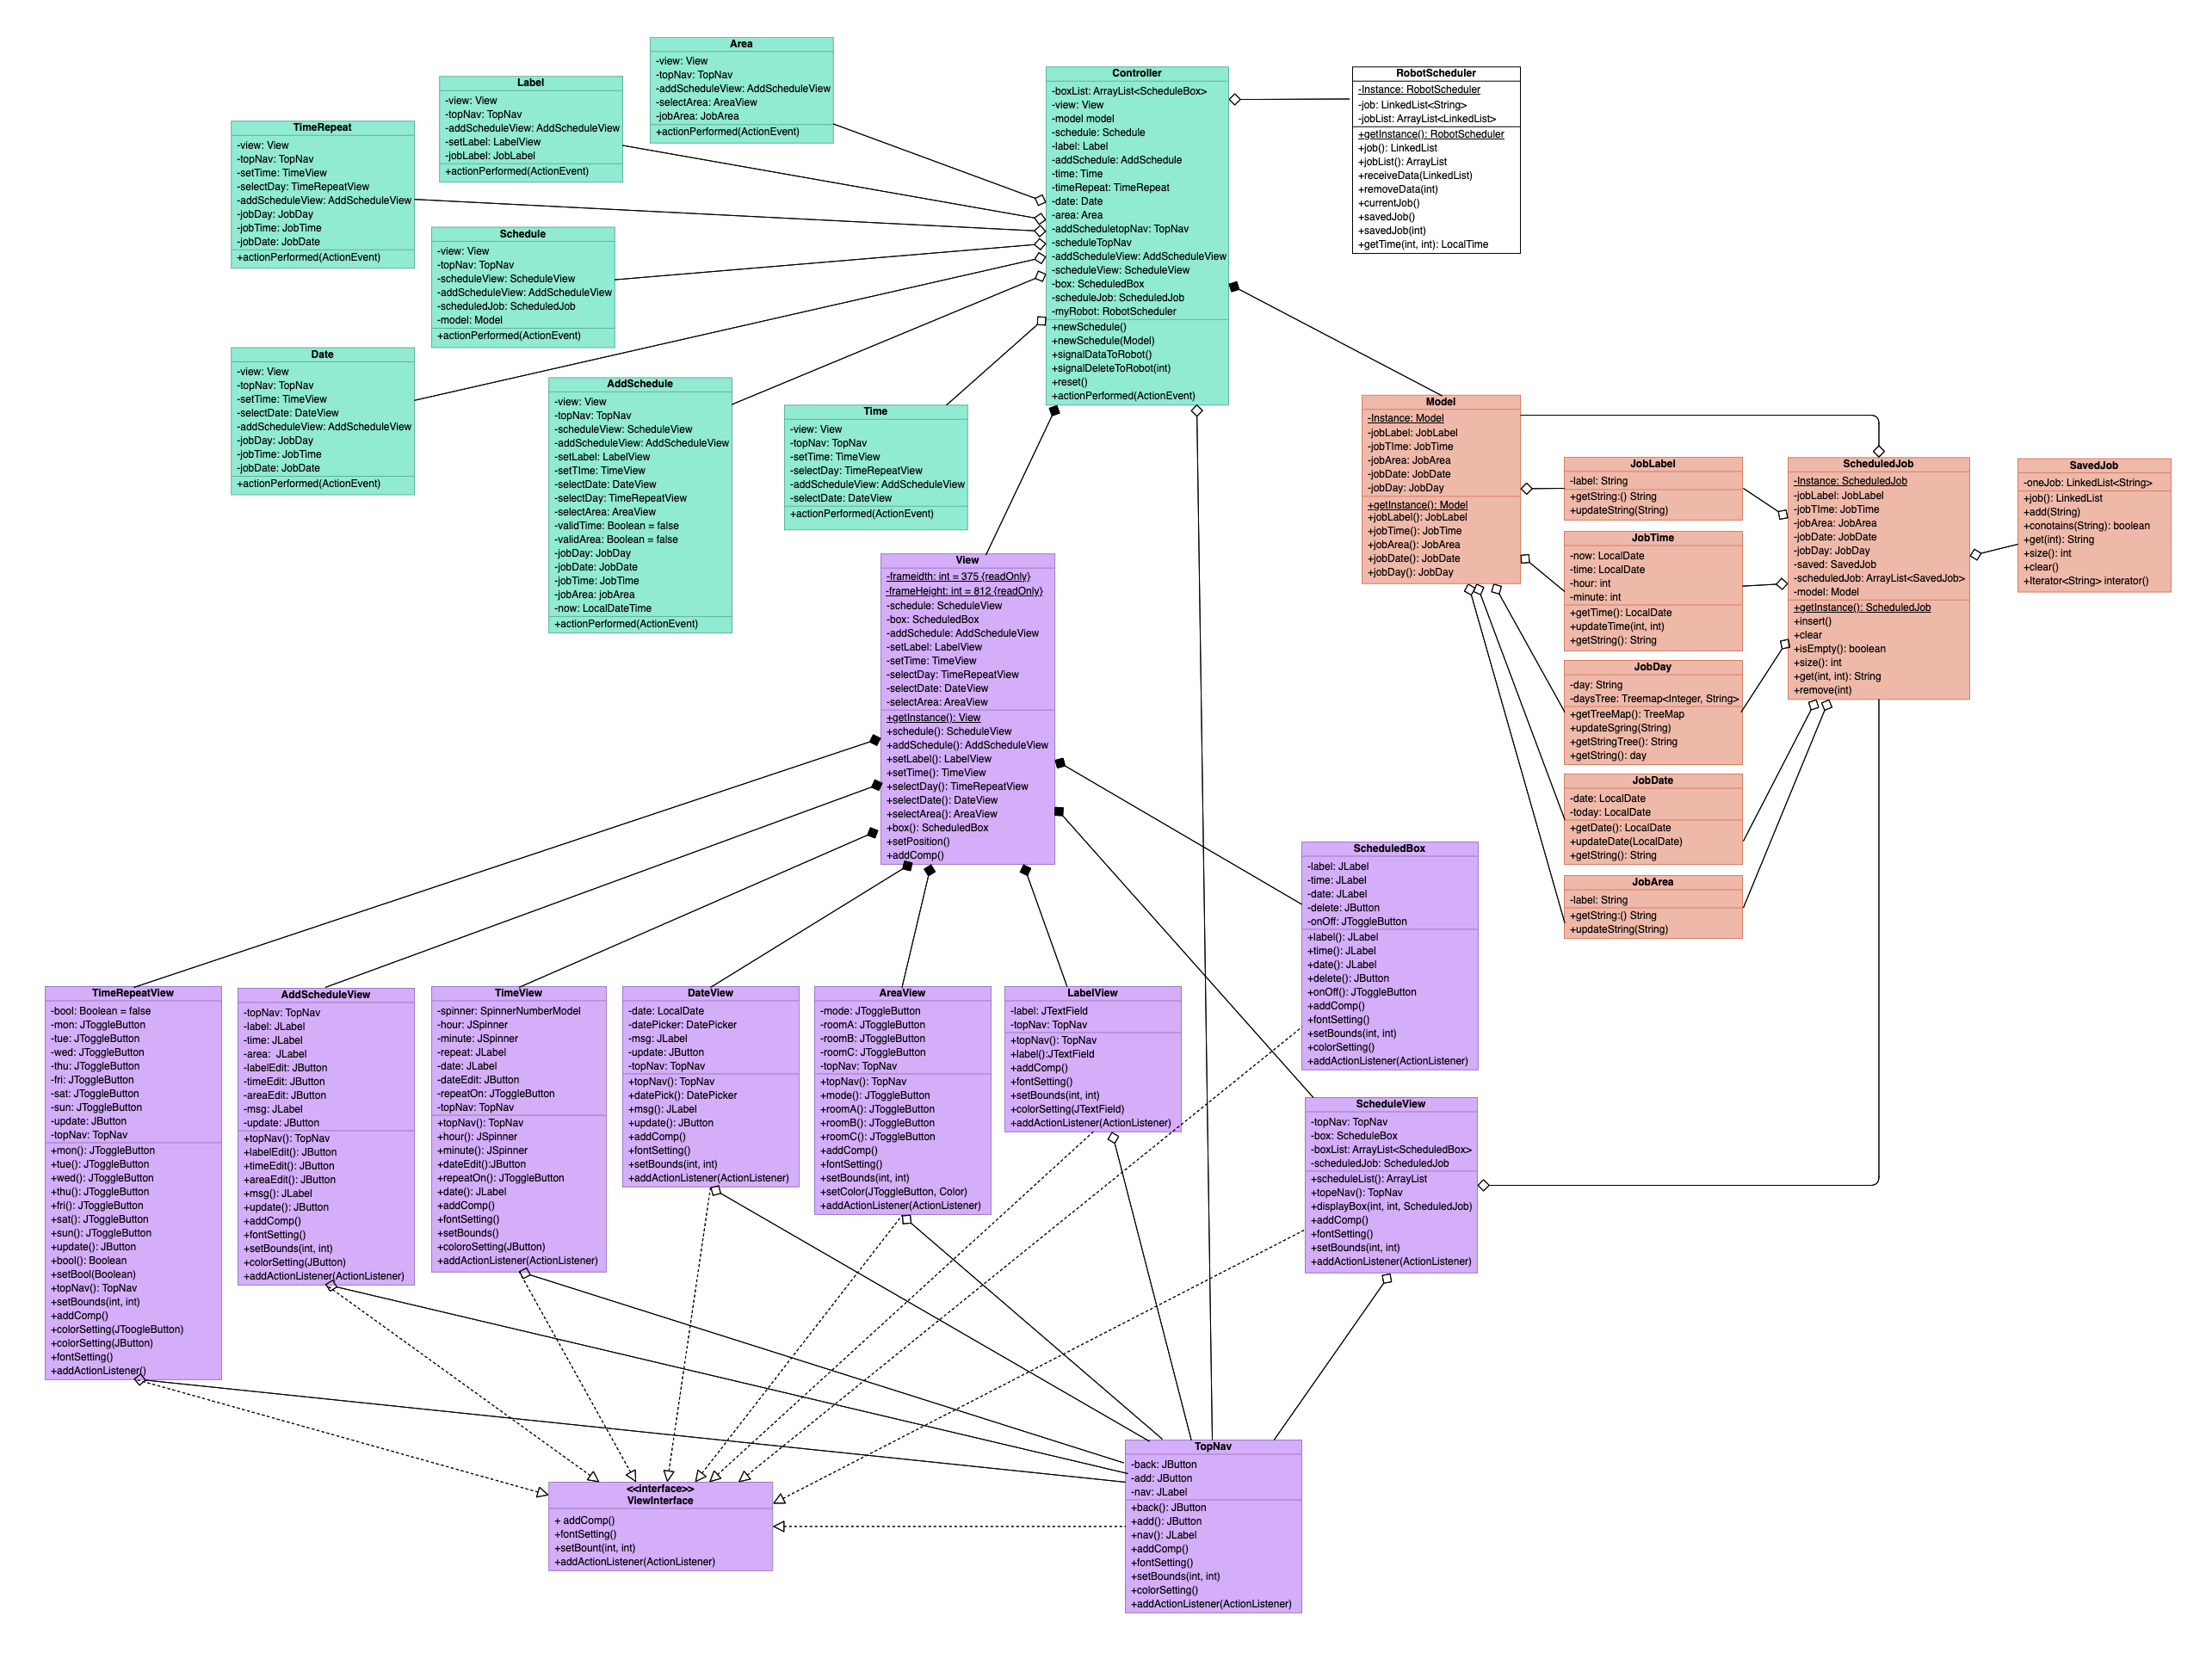 Area
-view: View
-topNav: TopNav
-addScheduleView: AddScheduleView
-selectArea: AreaView
-jobArea: JobArea
+actionPerformed(ActionEvent)
Label
-view: View
-topNav: TopNav
-addScheduleView: AddScheduleView
-setLabel: LabelView
-jobLabel: JobLabel
+actionPerformed(ActionEvent)
TimeRepeat
-view: View
-topNav: TopNav
-setTime: TimeView
-selectDay: TimeRepeatView
-addScheduleView: AddScheduleView
-jobDay: JobDay
-jobTime: JobTime
-jobDate: JobDate
+actionPerformed(ActionEvent)
Schedule
-view: View
-topNav: TopNav
-scheduleView: ScheduleView
-addScheduleView: AddScheduleView
-scheduledJob: ScheduledJob
-model: Model
+actionPerformed(ActionEvent)
Date
-view: View
-topNav: TopNav
-setTime: TimeView
-selectDate: DateView
-addScheduleView: AddScheduleView
-jobDay: JobDay
-jobTime: JobTime
-jobDate: JobDate
+actionPerformed(ActionEvent)
AddSchedule
-view: View
-topNav: TopNav
-scheduleView: ScheduleView
-addScheduleView: AddScheduleView
-setLabel: LabelView
-setTIme: TimeView
-selectDate: DateView
-selectDay: TimeRepeatView
-selectArea: AreaView
-validTime: Boolean = false
-validArea: Boolean = false
-jobDay: JobDay
-jobDate: JobDate
-jobTime: JobTime
-jobArea: jobArea
-now: LocalDateTime
+actionPerformed(ActionEvent)
Time
-view: View
-topNav: TopNav
-setTime: TimeView
-selectDay: TimeRepeatView
-addScheduleView: AddScheduleView
-selectDate: DateView
+actionPerformed(ActionEvent)
Controller
-boxList: ArrayList<ScheduleBox>
-view: View
-model model
-schedule: Schedule
-label: Label
-addSchedule: AddSchedule
-time: Time
-timeRepeat: TimeRepeat
-date: Date
-area: Area
-addScheduletopNav: TopNav
-scheduleTopNav
-addScheduleView: AddScheduleView
-scheduleView: ScheduleView
-box: ScheduledBox
-scheduleJob: ScheduledJob
-myRobot: RobotScheduler
+newSchedule()
+newSchedule(Model)
+signalDataToRobot()
+signalDeleteToRobot(int)
+reset()
+actionPerformed(ActionEvent)
RobotScheduler
-Instance: RobotScheduler
-job: LinkedList<String>
-jobList: ArrayList<LinkedList>
+getInstance(): RobotScheduler
+job(): LinkedList
+jobList(): ArrayList
+receiveData(LinkedList)
+removeData(int)
+currentJob()
+savedJob()
+savedJob(int)
+getTime(int, int): LocalTime
Model
-Instance: Model
-jobLabel: JobLabel
-jobTIme: JobTime
-jobArea: JobArea
-jobDate: JobDate
-jobDay: JobDay
+getInstance(): Model
+jobLabel(): JobLabel
+jobTime(): JobTime
+jobArea(): JobArea
+jobDate(): JobDate
+jobDay(): JobDay
JobLabel
-label: String
+getString:() String
+updateString(String)
JobTime
-now: LocalDate
-time: LocalDate
-hour: int
-minute: int
+getTime(): LocalDate
+updateTime(int, int)
+getString(): String
JobDay
-day: String
-daysTree: Treemap<Integer, String>
+getTreeMap(): TreeMap
+updateSgring(String)
+getStringTree(): String
+getString(): day
JobDate
-date: LocalDate
-today: LocalDate
+getDate(): LocalDate
+updateDate(LocalDate)
+getString(): String
JobArea
-label: String
+getString:() String
+updateString(String)
ScheduledJob
-Instance: ScheduledJob
-jobLabel: JobLabel
-jobTIme: JobTime
-jobArea: JobArea
-jobDate: JobDate
-jobDay: JobDay
-saved: SavedJob
-scheduledJob: ArrayList<SavedJob>
-model: Model
+getInstance(): ScheduledJob
+insert()
+clear
+isEmpty(): boolean
+size(): int
+get(int, int): String
+remove(int)
SavedJob
-oneJob: LinkedList<String>
+job(): LinkedList
+add(String)
+conotains(String): boolean
+get(int): String
+size(): int
+clear()
+Iterator<String> interator()
View
-frameidth: int = 375 {readOnly}
-frameHeight: int = 812 {readOnly}
-schedule: ScheduleView
-box: ScheduledBox
-addSchedule: AddScheduleView
-setLabel: LabelView
-setTime: TimeView
-selectDay: TimeRepeatView
-selectDate: DateView
-selectArea: AreaView
+getInstance(): View
+schedule(): ScheduleView
+addSchedule(): AddScheduleView
+setLabel(): LabelView
+setTime(): TimeView
+selectDay(): TimeRepeatView
+selectDate(): DateView
+selectArea(): AreaView
+box(): ScheduledBox
+setPosition()
+addComp()
ScheduledBox
-label: JLabel
-time: JLabel
-date: JLabel
-delete: JButton
-onOff: JToggleButton
+label(): JLabel
+time(): JLabel
+date(): JLabel
+delete(): JButton
+onOff(): JToggleButton
+addComp()
+fontSetting()
+setBounds(int, int)
+colorSetting()
+addActionListener(ActionListener)
TimeRepeatView
-bool: Boolean = false
-mon: JToggleButton
-tue: JToggleButton
-wed: JToggleButton
-thu: JToggleButton
-fri: JToggleButton
-sat: JToggleButton
-sun: JToggleButton
-update: JButton
-topNav: TopNav
+mon(): JToggleButton
+tue(): JToggleButton
+wed(): JToggleButton
+thu(): JToggleButton
+fri(): JToggleButton
+sat(): JToggleButton
+sun(): JToggleButton
+update(): JButton
+bool(): Boolean
+setBool(Boolean)
+topNav(): TopNav
+setBounds(int, int)
+addComp()
+colorSetting(JToogleButton)
+colorSetting(JButton)
+fontSetting()
+addActionListener()
AddScheduleView
-topNav: TopNav
-label: JLabel
-time: JLabel
-area: JLabel
-labelEdit: JButton
-timeEdit: JButton
-areaEdit: JButton
-msg: JLabel
-update: JButton
+topNav(): TopNav
+labelEdit(): JButton
+timeEdit(): JButton
+areaEdit(): JButton
+msg(): JLabel
+update(): JButton
+addComp()
+fontSetting()
+setBounds(int, int)
+colorSetting(JButton)
+addActionListener(ActionListener)
TimeView
-spinner: SpinnerNumberModel
-hour: JSpinner
-minute: JSpinner
-repeat: JLabel
-date: JLabel
-dateEdit: JButton
-repeatOn: JToggleButton
-topNav: TopNav
+topNav(): TopNav
+hour(): JSpinner
+minute(): JSpinner
+dateEdit():JButton
+repeatOn(): JToggleButton
+date(): JLabel
+addComp()
+fontSetting()
+setBounds()
+coloroSetting(JButton)
+addActionListener(ActionListener)
DateView
-date: LocalDate
-datePicker: DatePicker
-msg: JLabel
-update: JButton
-topNav: TopNav
+topNav(): TopNav
+datePick(): DatePicker
+msg(): JLabel
+update(): JButton
+addComp()
+fontSetting()
+setBounds(int, int)
+addActionListener(ActionListener)
AreaView
-mode: JToggleButton
-roomA: JToggleButton
-roomB: JToggleButton
-roomC: JToggleButton
-topNav: TopNav
+topNav(): TopNav
+mode(): JToggleButton
+roomA(): JToggleButton
+roomB(): JToggleButton
+roomC(): JToggleButton
+addComp()
+fontSetting()
+setBounds(int, int)
+setColor(JToggleButton, Color)
+addActionListener(ActionListener)
LabelView
-label: JTextField
-topNav: TopNav
+topNav(): TopNav
+label():JTextField
+addComp()
+fontSetting()
+setBounds(int, int)
+colorSetting(JTextField)
+addActionListener(ActionListener)
ScheduleView
-topNav: TopNav
-box: ScheduleBox
-boxList: ArrayList<ScheduledBox>
-scheduledJob: ScheduledJob
+scheduleList(): ArrayList
+topeNav(): TopNav
+displayBox(int, int, ScheduledJob)
+addComp()
+fontSetting()
+setBounds(int, int)
+addActionListener(ActionListener)
<<interface>>
ViewInterface
+ addComp()
+fontSetting()
+setBount(int, int)
+addActionListener(ActionListener)
TopNav
-back: JButton
-add: JButton
-nav: JLabel
+back(): JButton
+add(): JButton
+nav(): JLabel
+addComp()
+fontSetting()
+setBounds(int, int)
+colorSetting()
+addActionListener(ActionListener)